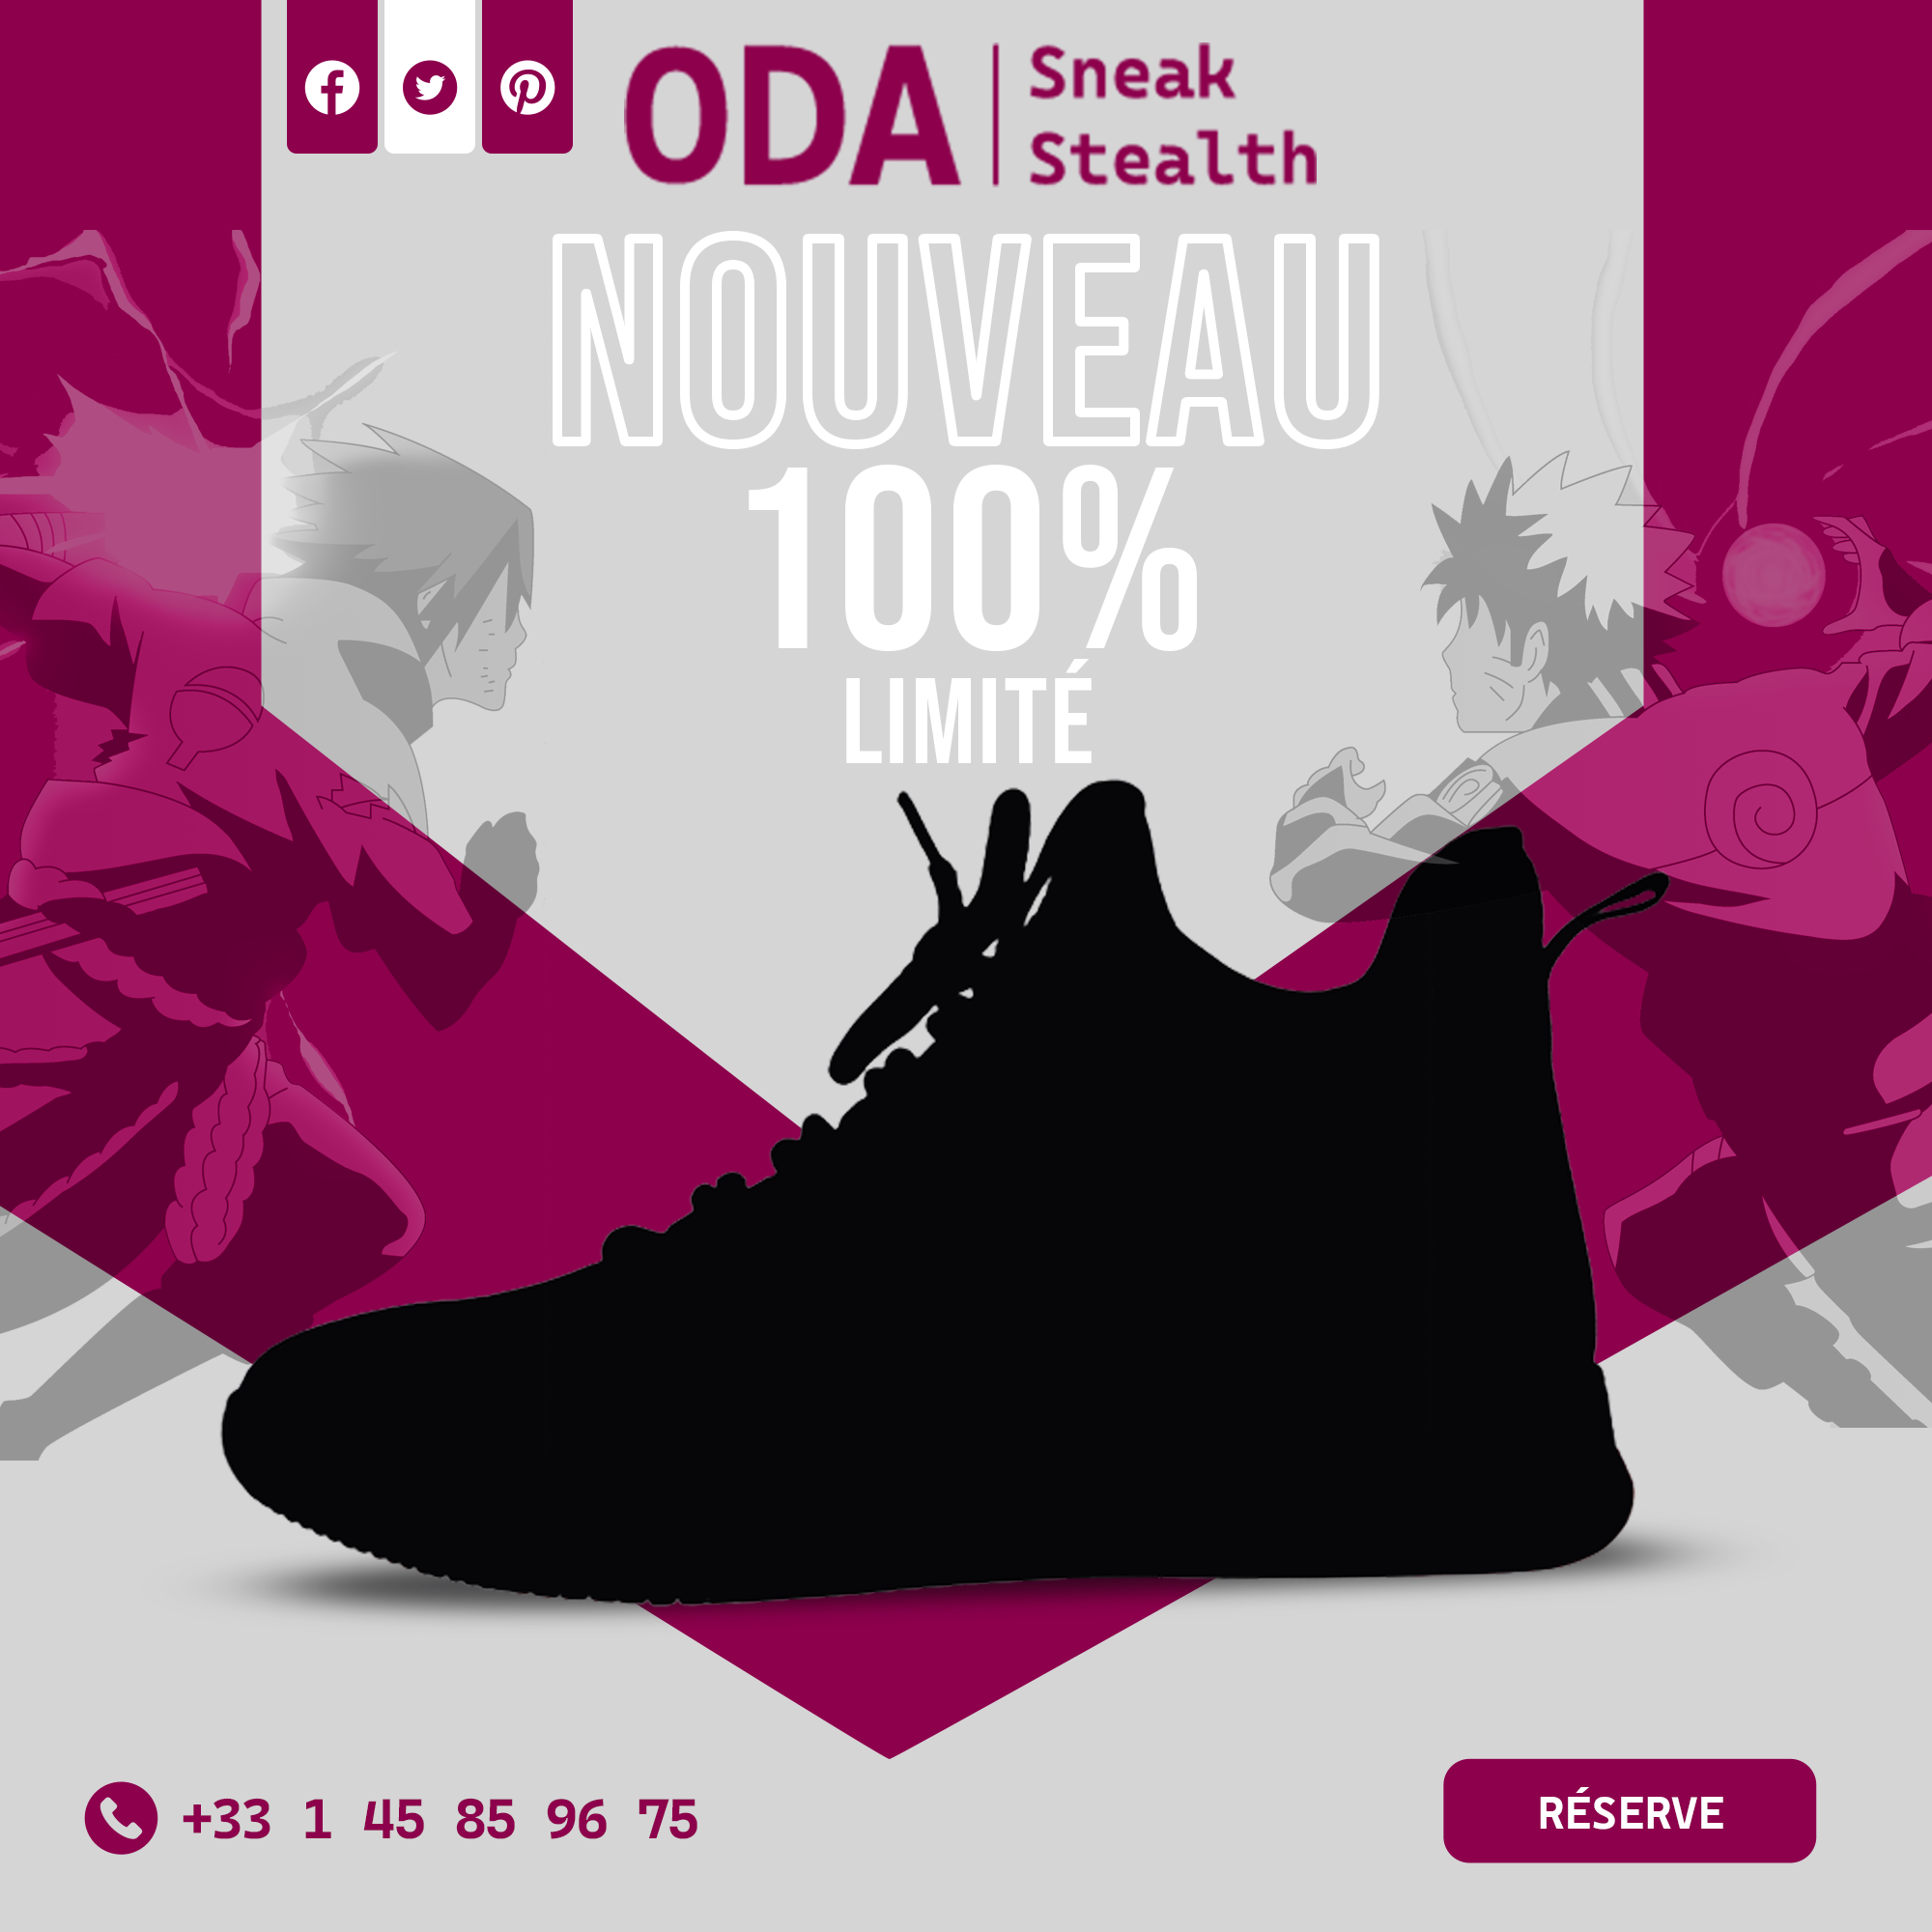 ODA
Sneak
Stealth
NOUVEAU
100%
LIMITÉ
+33 1 45 85 96 75
RÉSERVE